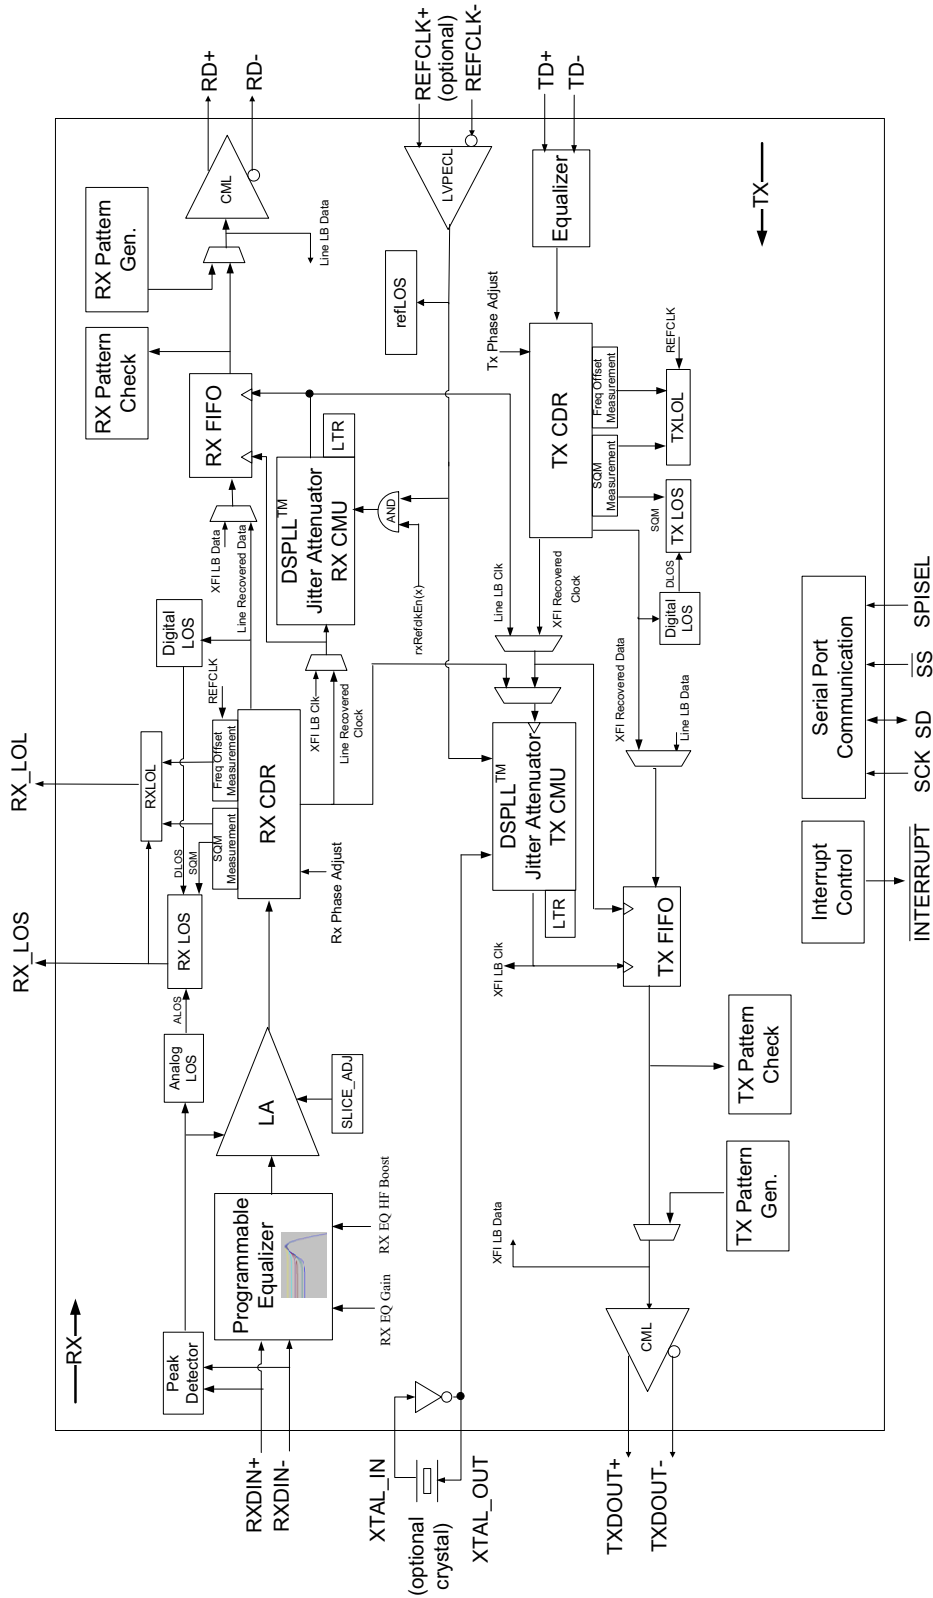 RX_LOS
RX_LOL
RX
Peak
Detector
Analog
LOS
ALOS
RX LOS
DLOS
SQM
RXLOL
Digital
LOS
REFCLK
RX Pattern
Check
RX Pattern
Gen.
RXDIN+
RXDIN-
Programmable
Equalizer
RX EQ Gain
RX EQ HF Boost
LA
SLICE_ADJ
SQM
Measurement
Freq Offset
Measurement
RX CDR
Rx Phase Adjust
XFI LB Data
Line Recovered Data
XFI LB Clk
Line Recovered
Clock
RX FIFO
DSPLL TM
Jitter Attenuator
RX CMU
LTR
AND
rxRefclkEn(x)
CML
Line LB Data
RD+
RD-
XTAL_IN
(optional
crystal)
XTAL_OUT
refLOS
LVPECL
REFCLK+
(optional)
REFCLK-
XFI LB Clk
LTR
DSPLL TM
Jitter Attenuator
TX CMU
Line LB Clk
XFI Recovered
Clock
Tx Phase Adjust
TX CDR
SQM
Measurement
Freq Offset
Measurement
Equalizer
TD+
TD-
TXDOUT+
TXDOUT-
CML
XFI LB Data
TX FIFO
XFI Recovered Data
Line LB Data
Digital
LOS
DLOS
SQM
TX LOS
TXLOL
REFCLK
TX Pattern
Gen.
TX Pattern
Check
TX
Interrupt
Control
Serial Port
Communication
INTERRUPT
SCK
SD
SS
SPISEL